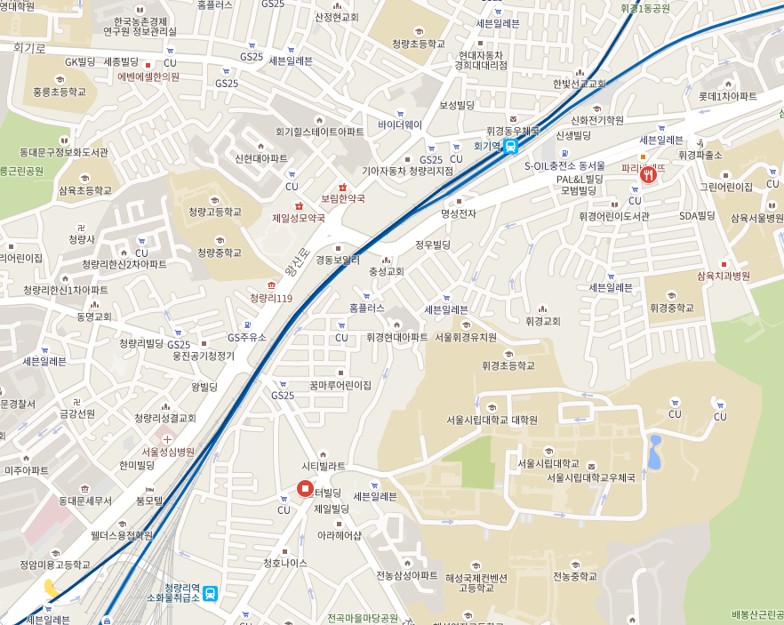 한국농촌경제
연구원 정보관리실
홈플러스
GS25
산정현교회
세븐일레븐
휘경1동공원
회기로
GK빌딩
세종빌딩
CU
에벤에셀한의원
GS25
세븐일레븐
청량초등학교
현대자동차
경희대대리점
한빛선교교회
홍릉초등학교
GS25
보성빌딩
롯데1차아파트
회기힐스테이트아파트
바이더웨이
휘경동우체국
신화전기학원
신생빌딩
세븐일레븐
동대문구정보화도서관
신현대아파트
회기역
휘경파출소
GS25
CU
기아자동차 청량리지점
S-OIL충전소 동서울
PAL&L빌딩
모범빌딩
CU
삼육초등학교
CU
보림한약국
그린어린이집
CU
청량고등학교
제일성모약국
명성전자
휘경어린이도서관
SDA빌딩
삼육서울병원
청량사
청량중학교
정우빌딩
왕산로
CU
경동보일러
청량리한신2차아파트
충성교회
삼육치과병원
청량리한신1차아파트
청량리119
세븐일레븐
동명교회
홈플러스
세븐일레븐
휘경교회
휘경중학교
GS25
GS주유소
CU
휘경현대아파트
서울휘경유치원
청량리빌딩
웅진공기청정기
세븐일레븐
휘경초등학교
왕빌딩
꿈마루어린이집
GS25
금강선원
청량리성결교회
서울시립대학교 대학원
CU
CU
서울성심병원
미주아파트
한미빌딩
시티빌라트
서울시립대학교
서울시립대학교우체국
동대문세무서
붐모텔
세븐일레븐
CU
제일빌딩
웰더스용접학원
아라헤어샵
정암미용고등학교
청호나이스
전농삼성아파트
해성국제컨벤션
고등학교
전농중학교
청량리역
소화물취급소
세븐일레븐
전곡마을마당공원
배봉산근린공원